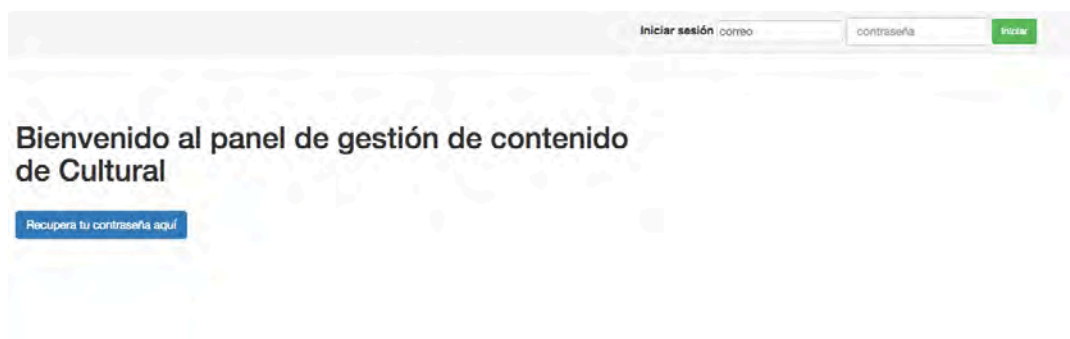 Iniciar sesión correo contraseña Iniciar
Bienvenido al panel de gestión de contenido
de Cultural
Recupera tu contraseña aquí